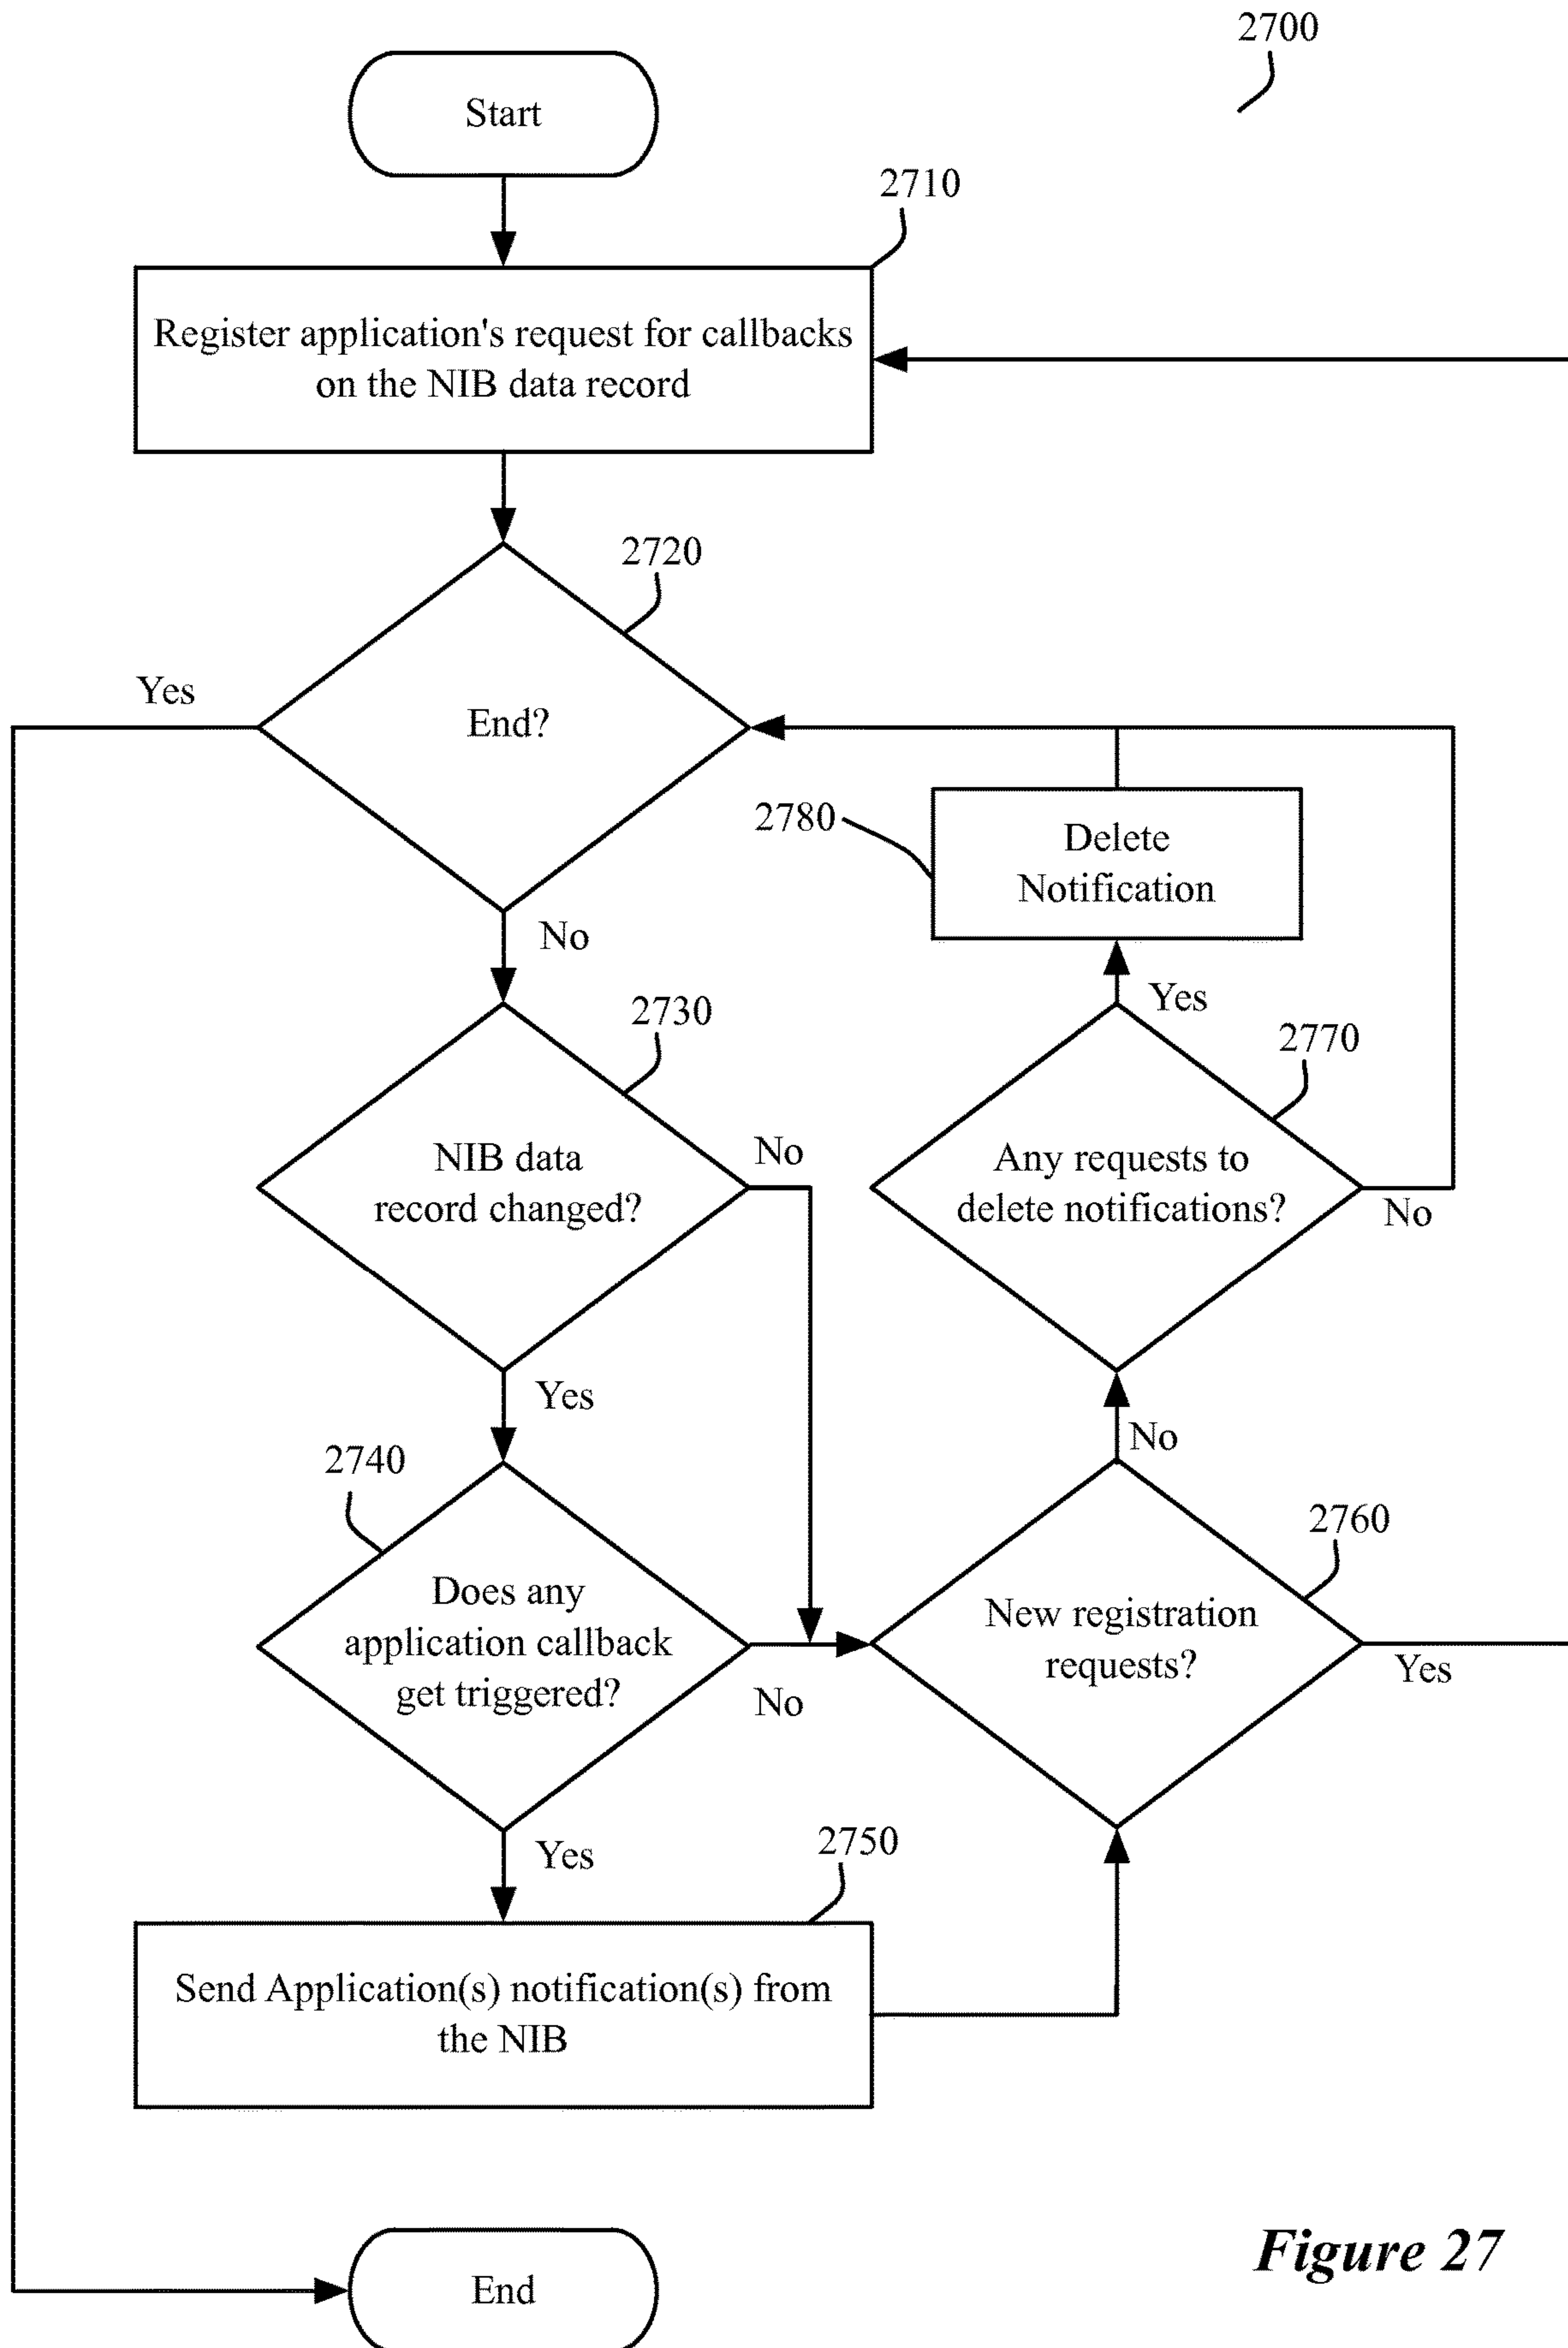 2700
Start
2710
Register application's request for callbacks
on the NIB data record
2720
Yes
End?
2780
Delete
Notification
No
2730
Yes
2770
NIB data
record changed?
No
Any requests to
delete notifications?
No
Yes
No
2740
2760
Does any
application callback
get triggered?
No
New registration
requests?
Yes
Yes
2750
Send Application(s) notification(s) from
the NIB
End
Figure 27